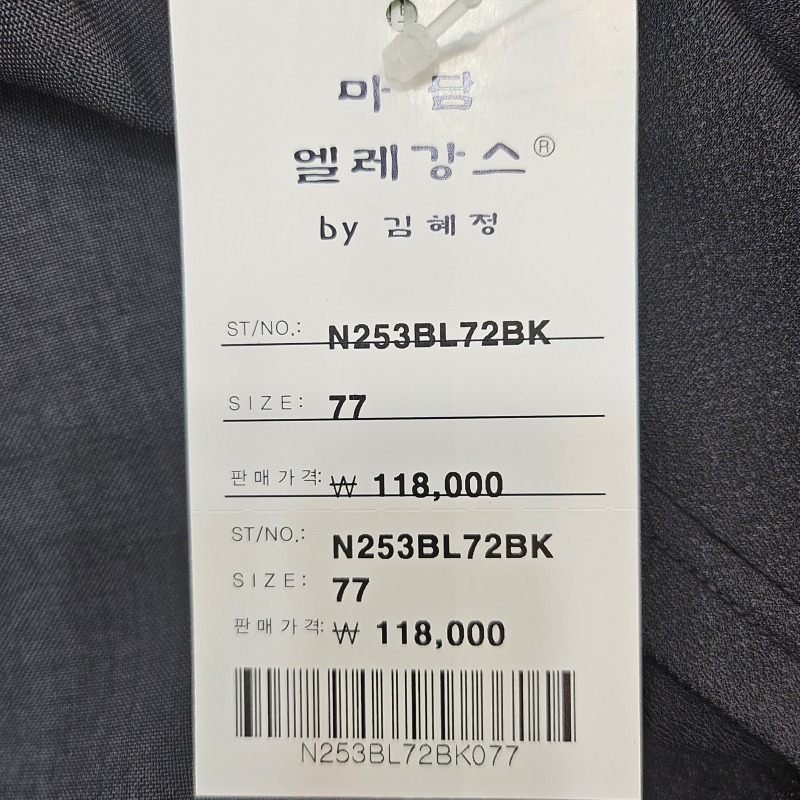 마담
엘레강스®
by 김혜정
ST/NO.: N253BL72BK
SIZE: 77
판매가격: ₩ 118,000
ST/NO.: N253BL72BK
SIZE: 77
판매가격: ₩ 118,000
N253BL72BK077